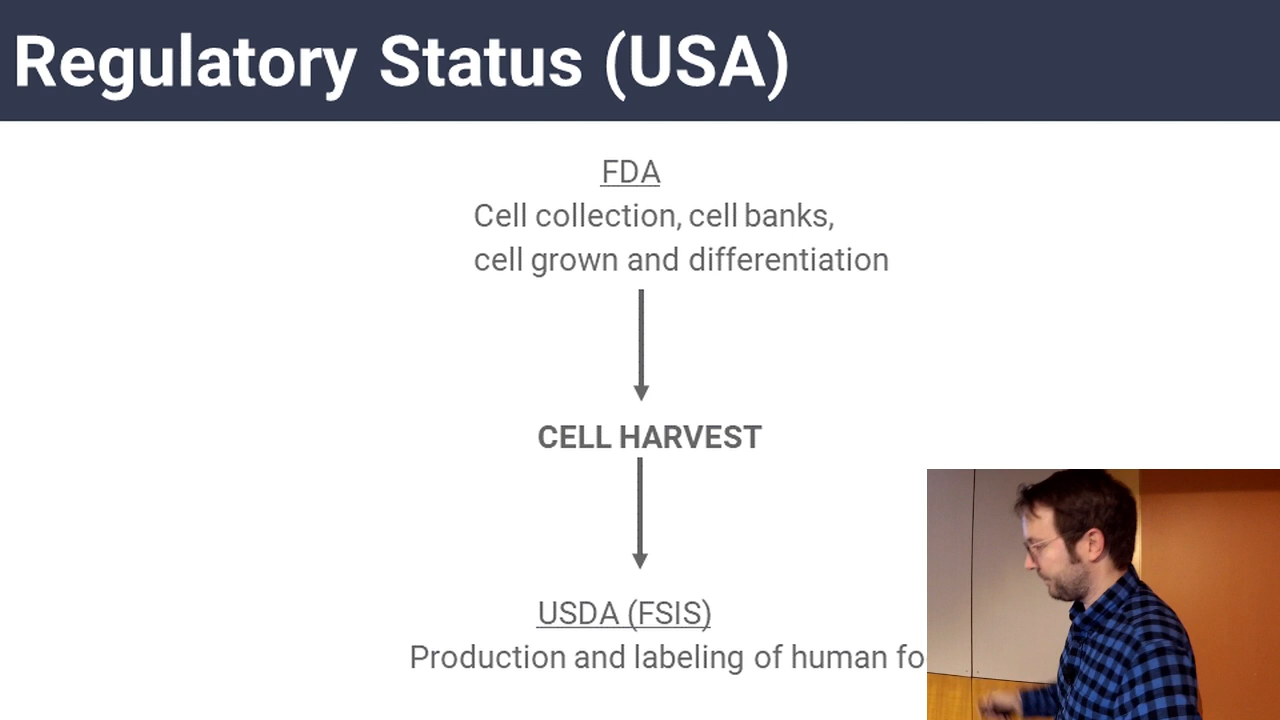 Regulatory Status (USA)
FDA
Cell collection, cell banks,
cell grown and differentiation
CELL HARVEST
USDA (FSIS)
Production and labeling of human